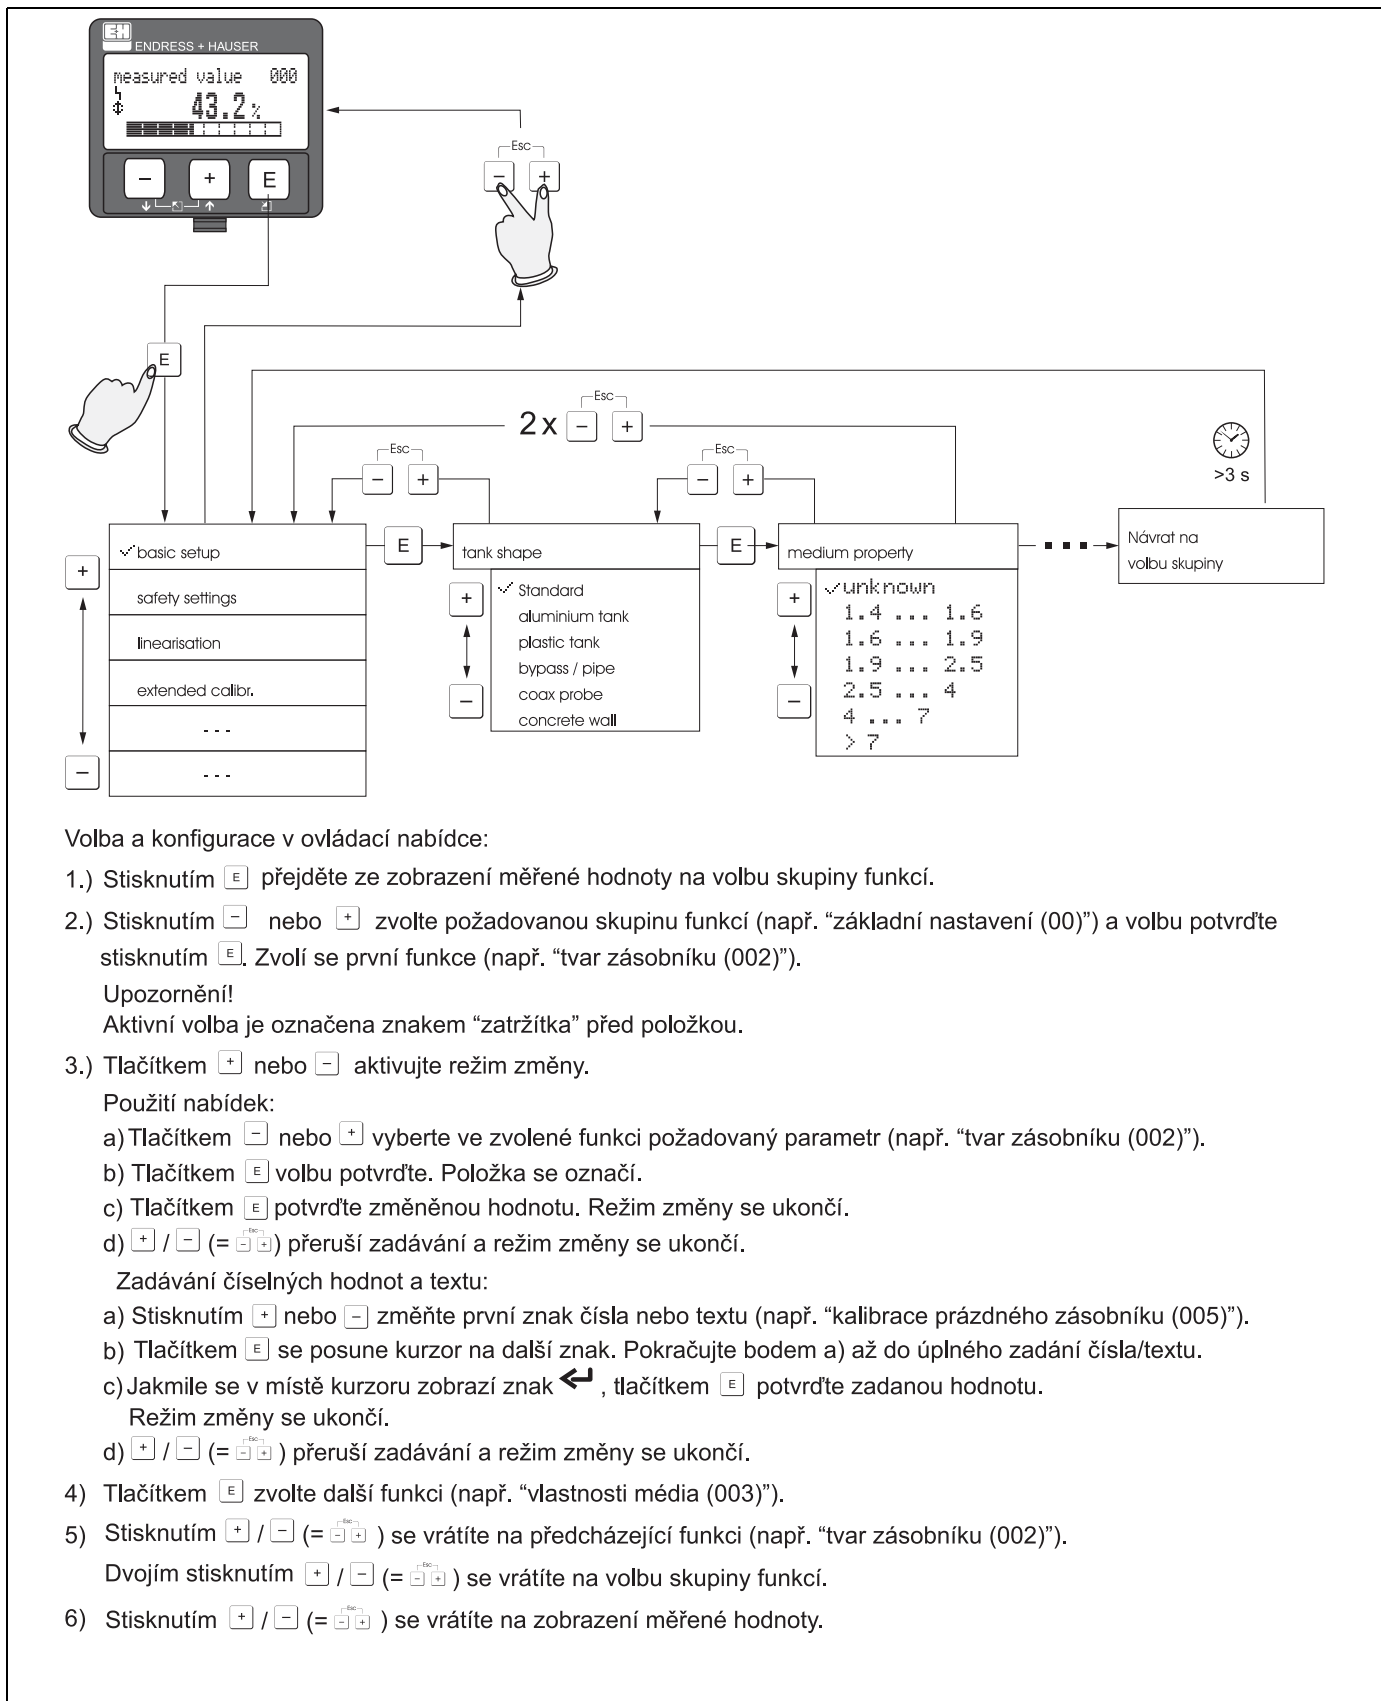 ENDRESS + HAUSER
measured value 000
43.2 %
– + E
Esc
– +
E
Esc
2 x – +
Esc
– +
Esc
– +
>3 s
✓ basic setup
safety settings
linearisation
extended calibr.
- - -
- - -
+
–
E
tank shape
✓ Standard
aluminium tank
plastic tank
bypass / pipe
coax probe
concrete wall
+
–
E
medium property
✓ unknown
1.4 ... 1.6
1.6 ... 1.9
1.9 ... 2.5
2.5 ... 4
4 ... 7
> 7
+
–
Návrat na
volbu skupiny
Volba a konfigurace v ovládací nabídce:
1.) Stisknutím E přejděte ze zobrazení měřené hodnoty na volbu skupiny funkcí.
2.) Stisknutím – nebo + zvolte požadovanou skupinu funkcí (např. “základní nastavení (00)”) a volbu potvrďte
stisknutím E. Zvolí se první funkce (např. “tvar zásobníku (002)”).
Upozornění!
Aktivní volba je označena znakem “zatržítka” před položkou.
3.) Tlačítkem + nebo – aktivujte režim změny.
Použití nabídek:
a) Tlačítkem – nebo + vyberte ve zvolené funkci požadovaný parametr (např. “tvar zásobníku (002)”).
b) Tlačítkem E volbu potvrďte. Položka se označí.
c) Tlačítkem E potvrďte změněnou hodnotu. Režim změny se ukončí.
d) + / – (= Esc – +) přeruší zadávání a režim změny se ukončí.
Zadávání číselných hodnot a textu:
a) Stisknutím + nebo – změňte první znak čísla nebo textu (např. “kalibrace prázdného zásobníku (005)”).
b) Tlačítkem E se posune kurzor na další znak. Pokračujte bodem a) až do úplného zadání čísla/textu.
c) Jakmile se v místě kurzoru zobrazí znak ↵ , tlačítkem E potvrďte zadanou hodnotu.
Režim změny se ukončí.
d) + / – (= Esc – + ) přeruší zadávání a režim změny se ukončí.
4) Tlačítkem E zvolte další funkci (např. “vlastnosti média (003)”).
5) Stisknutím + / – (= Esc – + ) se vrátíte na předcházející funkci (např. “tvar zásobníku (002)”).
Dvojím stisknutím + / – (= Esc – + ) se vrátíte na volbu skupiny funkcí.
6) Stisknutím + / – (= Esc – + ) se vrátíte na zobrazení měřené hodnoty.